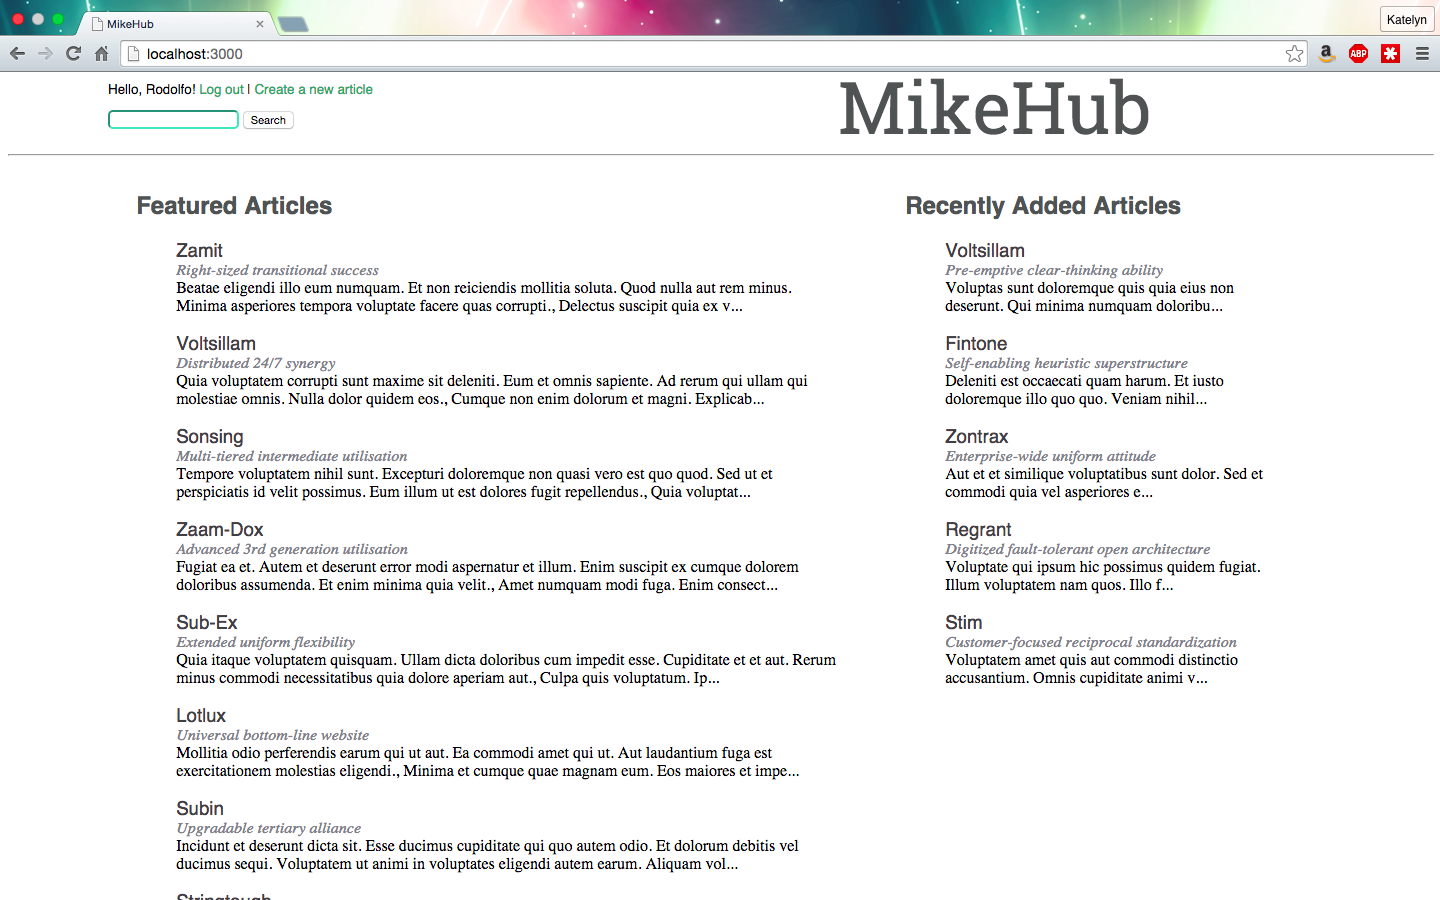 MikeHub
Katelyn
localhost:3000
a
ABP
Hello, Rodolfo! Log out | Create a new article
Search
MikeHub
Featured Articles
Zamit
Right-sized transitional success
Beatae eligendi illo eum numquam. Et non reiciendis mollitia soluta. Quod nulla aut rem minus.
Minima asperiores tempora voluptate facere quas corrupti., Delectus suscipit quia ex v...
Voltsillam
Distributed 24/7 synergy
Quia voluptatem corrupti sunt maxime sit deleniti. Eum et omnis sapiente. Ad rerum qui ullam qui
molestiae omnis. Nulla dolor quidem eos., Cumque non enim dolorum et magni. Explicab...
Sonsing
Multi-tiered intermediate utilisation
Tempore voluptatem nihil sunt. Excepturi doloremque non quasi vero est quo quod. Sed ut et
perspiciatis id velit possimus. Eum illum ut est dolores fugit repellendus., Quia voluptat...
Zaam-Dox
Advanced 3rd generation utilisation
Fugiat ea et. Autem et deserunt error modi aspernatur et illum. Enim suscipit ex cumque dolorem
doloribus assumenda. Et enim minima quia velit., Amet numquam modi fuga. Enim consect...
Sub-Ex
Extended uniform flexibility
Quia itaque voluptatem quisquam. Ullam dicta doloribus cum impedit esse. Cupiditate et et aut. Rerum
minus commodi necessitatibus quia dolore aperiam aut., Culpa quis voluptatum. Ip...
Lotlux
Universal bottom-line website
Mollitia odio perferendis earum qui ut aut. Ea commodi amet qui ut. Aut laudantium fuga est
exercitationem molestias eligendi., Minima et cumque quae magnam eum. Eos maiores et impe...
Subin
Upgradable tertiary alliance
Incidunt et deserunt dicta sit. Esse ducimus cupiditate qui quo autem odio. Et dolorum debitis vel
ducimus sequi. Voluptatem ut animi in voluptates eligendi autem earum. Aliquam vol...
Stringtough
Recently Added Articles
Voltsillam
Pre-emptive clear-thinking ability
Voluptas sunt doloremque quis quia eius non
deserunt. Qui minima numquam doloribu...
Fintone
Self-enabling heuristic superstructure
Deleniti est occaecati quam harum. Et iusto
doloremque illo quo quo. Veniam nihil...
Zontrax
Enterprise-wide uniform attitude
Aut et et similique voluptatibus sunt dolor. Sed et
commodi quia vel asperiores e...
Regrant
Digitized fault-tolerant open architecture
Voluptate qui ipsum hic possimus quidem fugiat.
Illum voluptatem nam quos. Illo f...
Stim
Customer-focused reciprocal standardization
Voluptatem amet quis aut commodi distinctio
accusantium. Omnis cupiditate animi v...